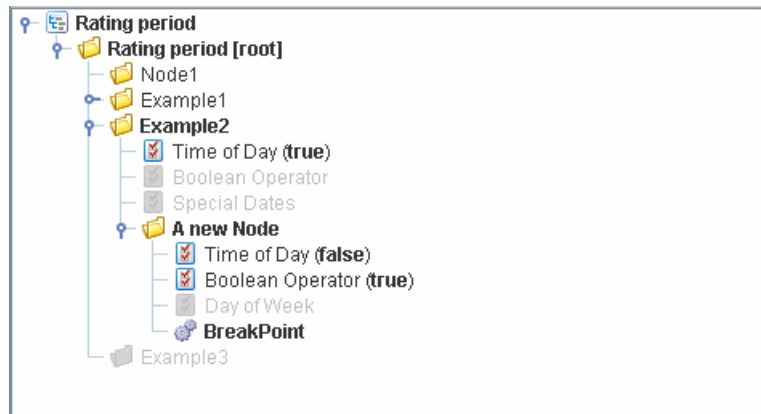 Rating period
Rating period [root]
Node1
Example1
Example2
Time of Day (true)
Boolean Operator
Special Dates
A new Node
Time of Day (false)
Boolean Operator (true)
Day of Week
BreakPoint
Example3